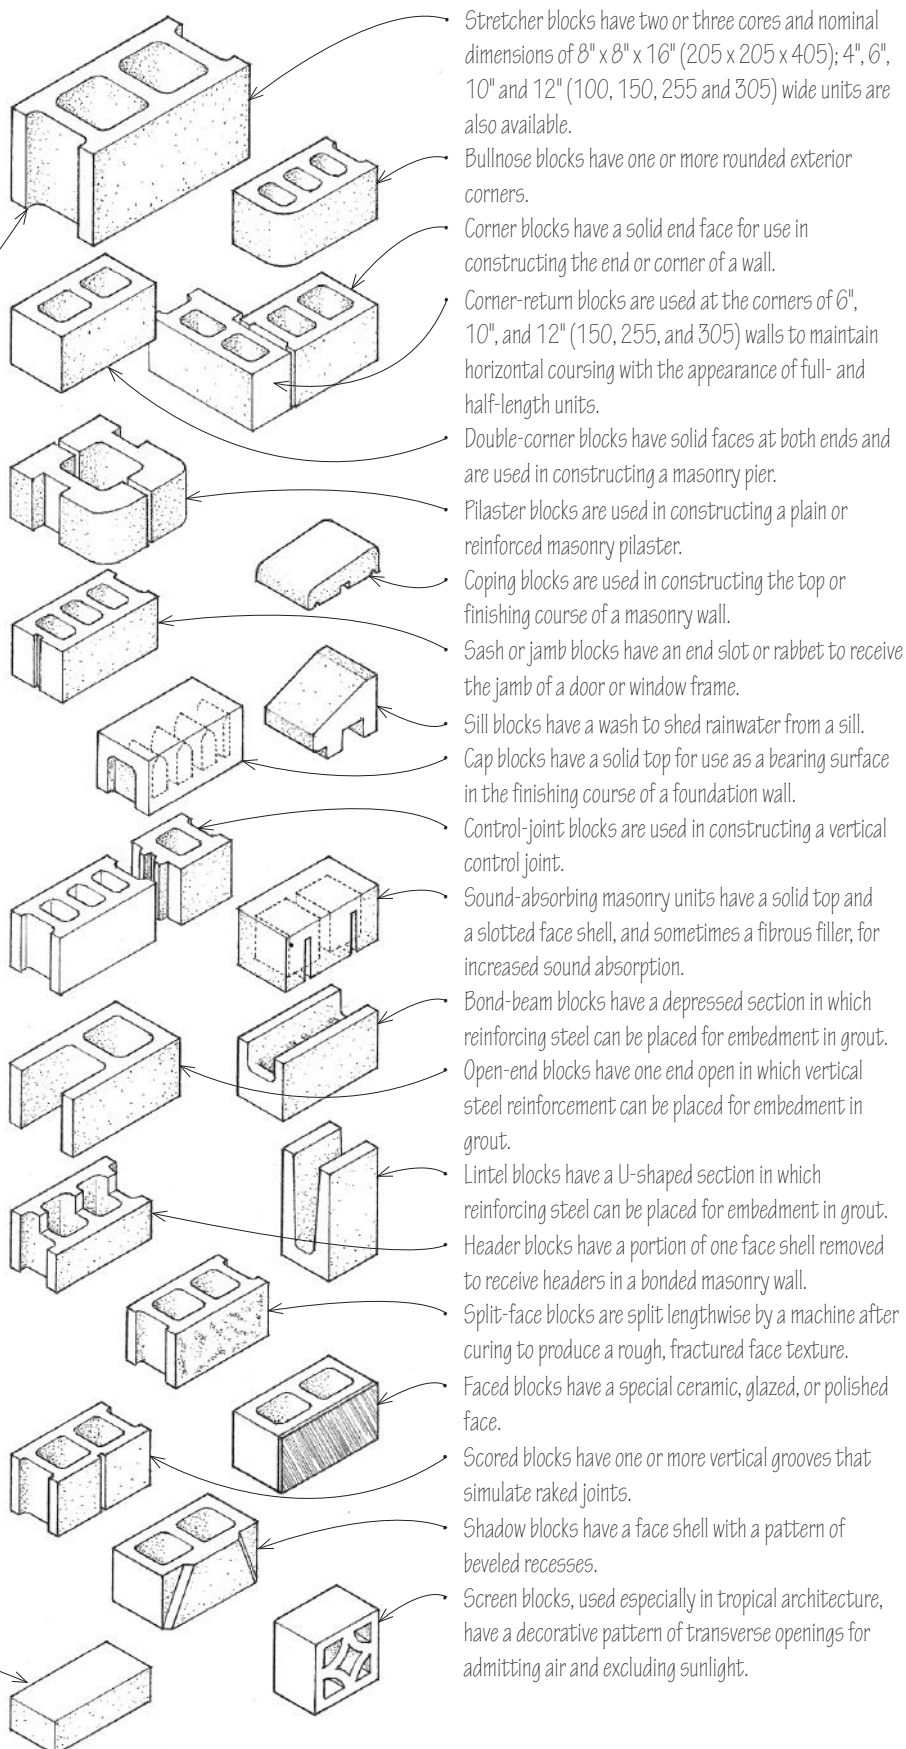 Stretcher blocks have two or three cores and nominal
dimensions of 8" x 8" x 16" (205 x 205 x 405); 4", 6",
10" and 12" (100, 150, 255 and 305) wide units are
also available.
Bullnose blocks have one or more rounded exterior
corners.
Corner blocks have a solid end face for use in
constructing the end or corner of a wall.
Corner-return blocks are used at the corners of 6",
10", and 12" (150, 255, and 305) walls to maintain
horizontal coursing with the appearance of full- and
half-length units.
Double-corner blocks have solid faces at both ends and
are used in constructing a masonry pier.
Pilaster blocks are used in constructing a plain or
reinforced masonry pilaster.
Coping blocks are used in constructing the top or
finishing course of a masonry wall.
Sash or jamb blocks have an end slot or rabbet to receive
the jamb of a door or window frame.
Sill blocks have a wash to shed rainwater from a sill.
Cap blocks have a solid top for use as a bearing surface
in the finishing course of a foundation wall.
Control-joint blocks are used in constructing a vertical
control joint.
Sound-absorbing masonry units have a solid top and
a slotted face shell, and sometimes a fibrous filler, for
increased sound absorption.
Bond-beam blocks have a depressed section in which
reinforcing steel can be placed for embedment in grout.
Open-end blocks have one end open in which vertical
steel reinforcement can be placed for embedment in
grout.
Lintel blocks have a U-shaped section in which
reinforcing steel can be placed for embedment in grout.
Header blocks have a portion of one face shell removed
to receive headers in a bonded masonry wall.
Split-face blocks are split lengthwise by a machine after
curing to produce a rough, fractured face texture.
Faced blocks have a special ceramic, glazed, or polished
face.
Scored blocks have one or more vertical grooves that
simulate raked joints.
Shadow blocks have a face shell with a pattern of
beveled recesses.
Screen blocks, used especially in tropical architecture,
have a decorative pattern of transverse openings for
admitting air and excluding sunlight.